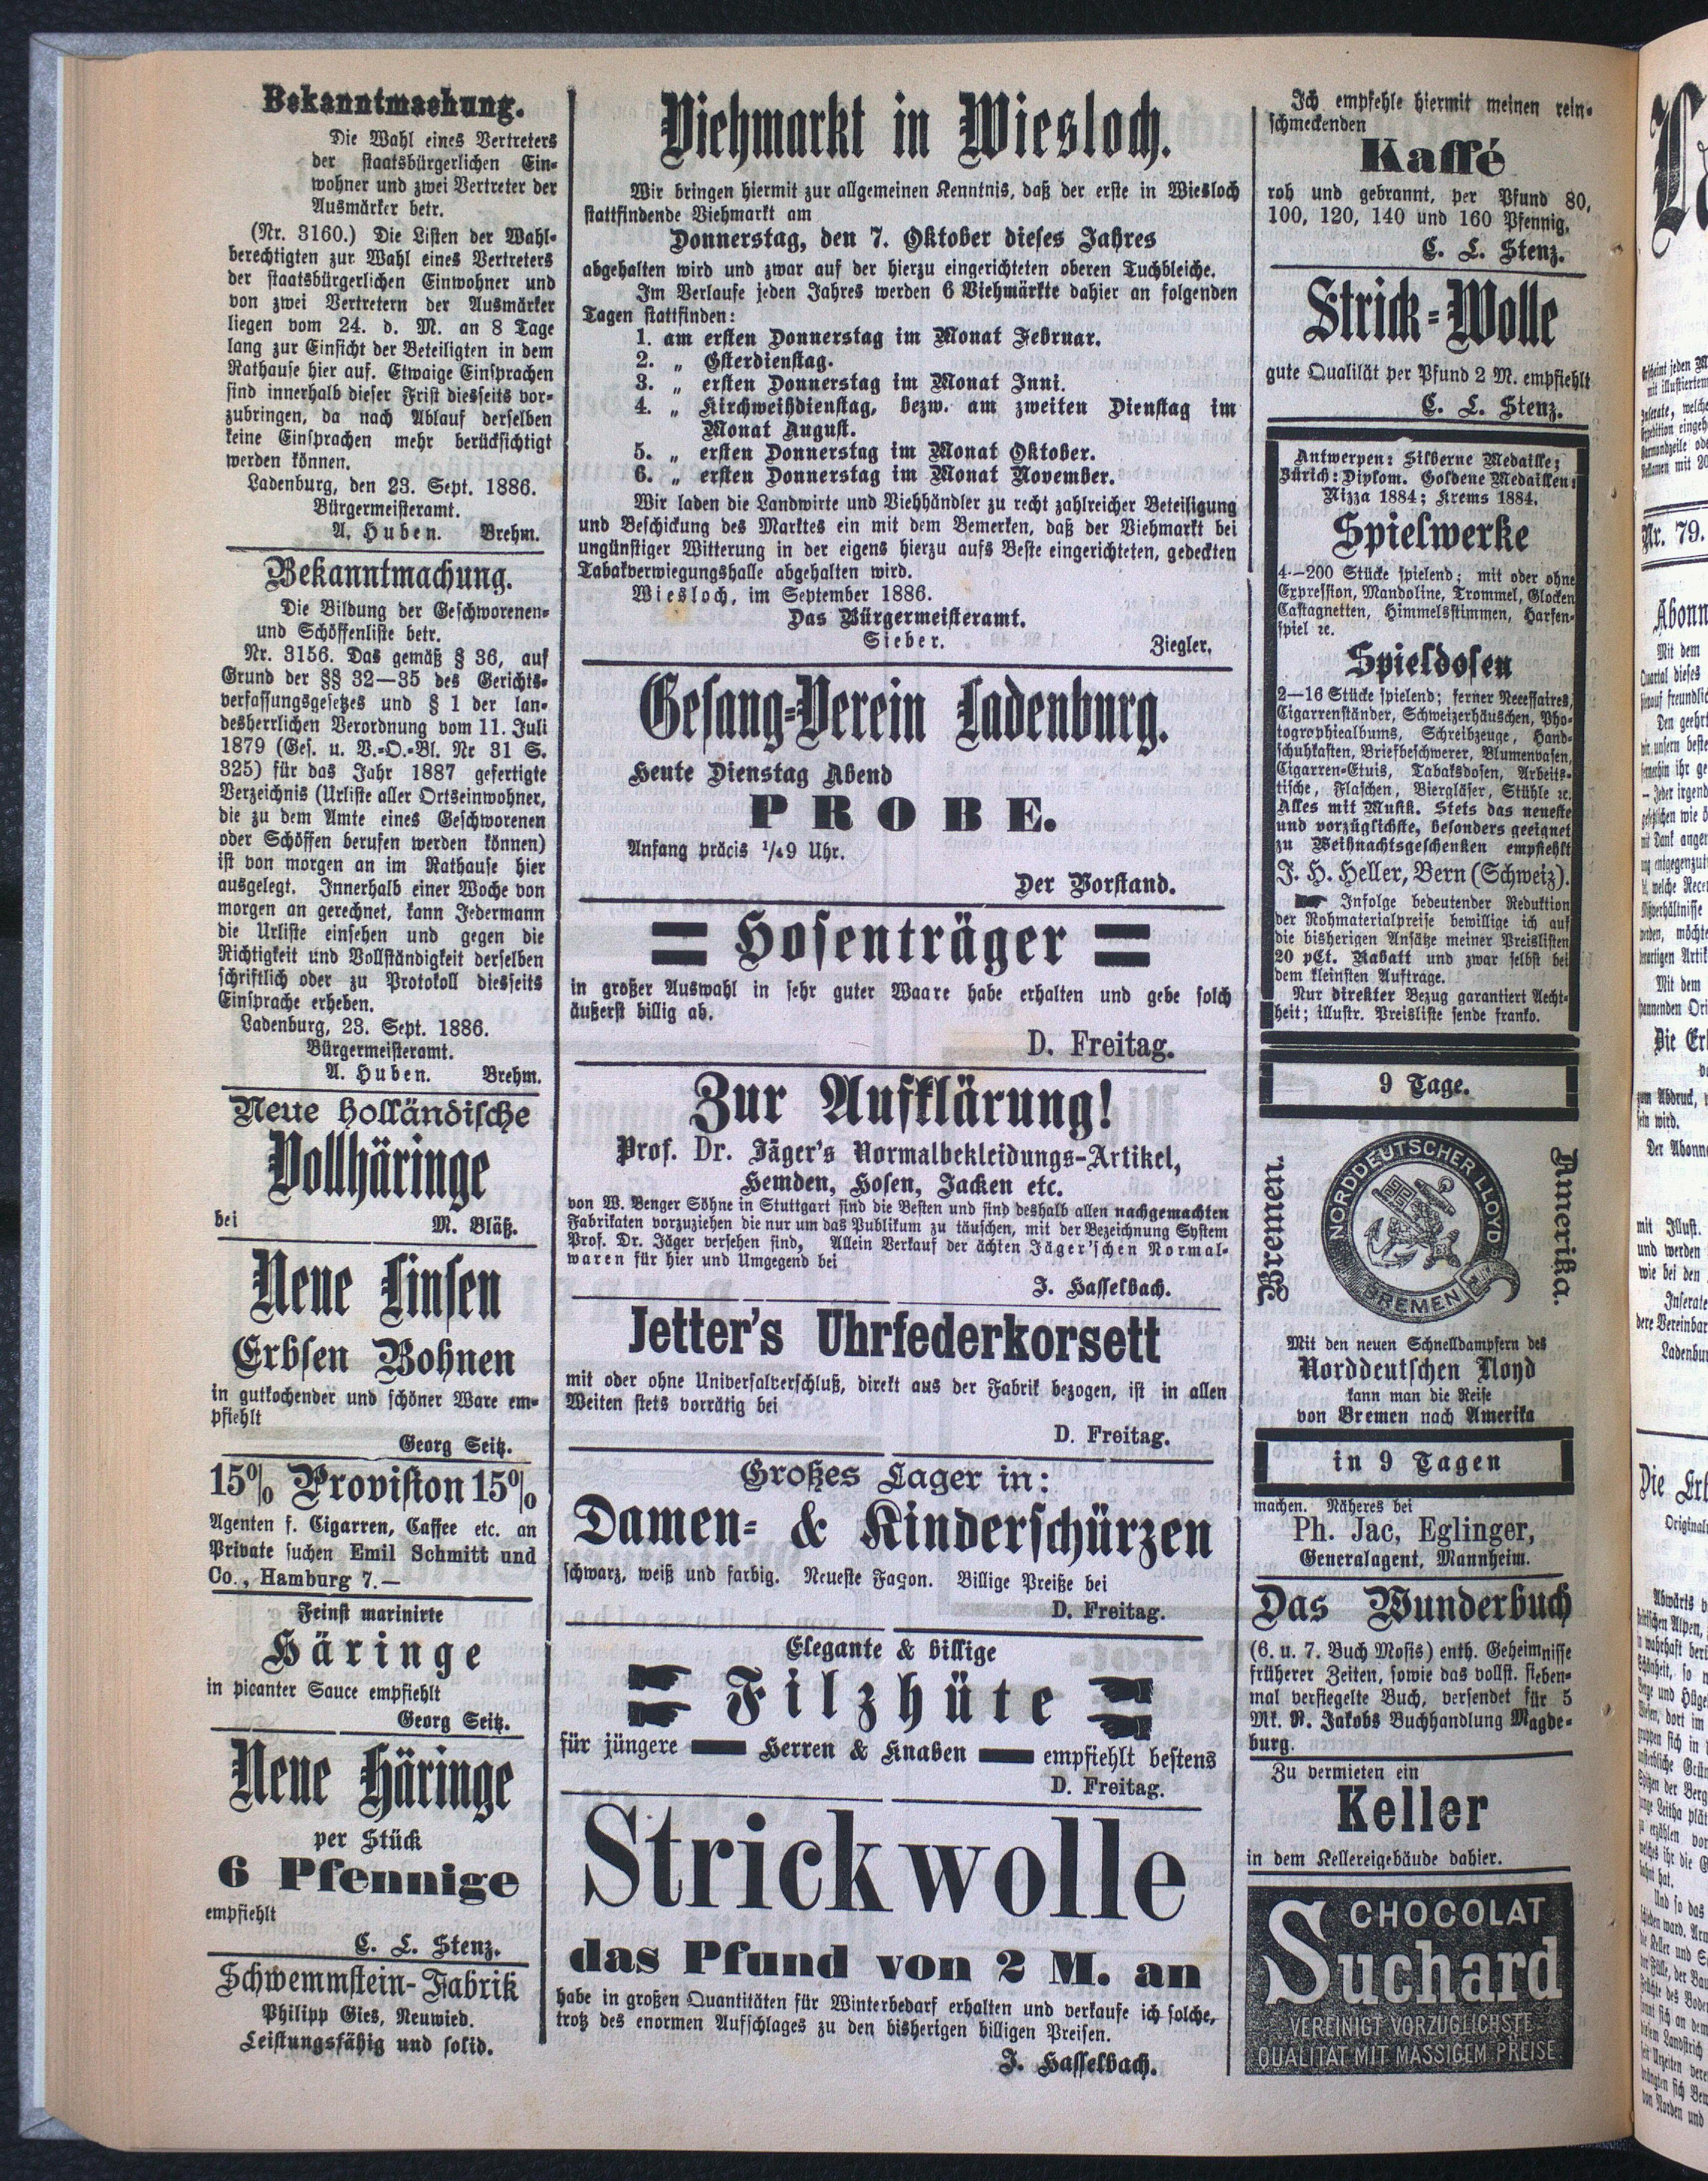 Bekanntmachung.
Die Wahl eines Vertreters
der staatsbürgerlichen Ein-
wohner und zwei Vertreter der
Ausmärker betr.
(Nr. 3160.) Die Listen der Wahl-
berechtigten zur Wahl eines Vertreters
der staatsbürgerlichen Einwohner und
von zwei Vertretern der Ausmärker
liegen vom 24. d. M. an 8 Tage
lang zur Einsicht der Beteiligten in dem
Rathause hier auf. Etwaige Einsprachen
sind innerhalb dieser Frist diesseits vor-
zubringen, da nach Ablauf derselben
keine Einsprachen mehr berücksichtigt
werden können.
Ladenburg, den 23. Sept. 1886.
Bürgermeisteramt.
A. Huben. Brehm.
Bekanntmachung.
Die Bildung der Geschworenen-
und Schöffenliste betr.
Nr. 3156. Das gemäß § 36, auf
Grund der §§ 32—35 des Gerichts-
verfassungsgesetzes und § 1 der lan-
desherrlichen Verordnung vom 11. Juli
1879 (Ges. u. V.-O.-Bl. Nr 31 S.
325) für das Jahr 1887 gefertigte
Verzeichnis (Urliste aller Ortseinwohner,
die zu dem Amte eines Geschworenen
oder Schöffen berufen werden können)
ist von morgen an im Rathause hier
ausgelegt. Innerhalb einer Woche von
morgen an gerechnet, kann Jedermann
die Urliste einsehen und gegen die
Richtigkeit und Vollständigkeit derselben
schriftlich oder zu Protokoll diesseits
Einsprache erheben.
Ladenburg, 23. Sept. 1886.
Bürgermeisteramt.
A. Huben. Brehm.
Neue holländische
Vollhäringe
bei M. Bläß.
Neue Linsen
Erbsen Bohnen
in gutkochender und schöner Ware em-
pfiehlt
Georg Seitz.
15% Provision 15%
Agenten f. Cigarren, Caffee etc. an
Private suchen Emil Schmitt und
Co., Hamburg 7.—
Feinst marinirte
Häringe
in picanter Sauce empfiehlt
Georg Seitz.
Neue Häringe
per Stück
6 Pfennige
empfiehlt
C. L. Stenz.
Schwemmstein-Fabrik
Philipp Gies, Neuwied.
Leistungsfähig und solid.
Viehmarkt in Wiesloch.
Wir bringen hiermit zur allgemeinen Kenntnis, daß der erste in Wiesloch
stattfindende Viehmarkt am
Donnerstag, den 7. Oktober dieses Jahres
abgehalten wird und zwar auf der hierzu eingerichteten oberen Tuchbleiche.
Im Verlaufe jeden Jahres werden 6 Viehmärkte dahier an folgenden
Tagen stattfinden:
1. am ersten Donnerstag im Monat Februar.
2. „ Osterdienstag.
3. „ ersten Donnerstag im Monat Inni.
4. „ Kirchweihdienstag, bezw. am zweiten Dienstag im
Monat August.
5. „ ersten Donnerstag im Monat Oktober.
6. „ ersten Donnerstag im Monat November.
Wir laden die Landwirte und Viehhändler zu recht zahlreicher Beteiligung
und Beschickung des Marktes ein mit dem Bemerken, daß der Viehmarkt bei
ungünstiger Witterung in der eigens hierzu aufs Beste eingerichteten, gedeckten
Tabakverwiegungshalle abgehalten wird.
Wiesloch, im September 1886.
Das Bürgermeisteramt.
Sieber. Ziegler.
Gesang-Verein Ladenburg.
Heute Dienstag Abend
PROBE.
Anfang präcis 1/49 Uhr.
Der Vorstand.
Hosenträger
in großer Auswahl in sehr guter Waare habe erhalten und gebe solch
äußerst billig ab.
D. Freitag.
Zur Aufklärung!
Prof. Dr. Jäger's Normalbekleidungs-Artikel,
Hemden, Hosen, Jacken etc.
von W. Benger Söhne in Stuttgart sind die Besten und sind deshalb allen nachgemachten
Fabrikaten vorzuziehen die nur um das Publikum zu täuschen, mit der Bezeichnung System
Prof. Dr. Jäger versehen sind, Allein Verkauf der ächten Jäger'schen Normal-
waren für hier und Umgegend bei
J. Hasselbach.
Jetter's Uhrfederkorsett
mit oder ohne Universalverschluß, direkt aus der Fabrik bezogen, ist in allen
Weiten stets vorrätig bei
D. Freitag.
Großes Lager in:
Damen- & Kinderschürzen
schwarz, weiß und farbig. Neueste Façon. Billige Preiße bei
D. Freitag.
Elegante & billige
Filzhüte
für jüngere Herren & Knaben empfiehlt bestens
D. Freitag.
Strickwolle
das Pfund von 2 M. an
habe in großen Quantitäten für Winterbedarf erhalten und verkaufe ich solche,
trotz des enormen Aufschlages zu den bisherigen billigen Preisen.
J. Hasselbach.
Ich empfehle hiermit meinen rein-
schmeckenden
Kaffé
roh und gebrannt, per Pfund 80,
100, 120, 140 und 160 Pfennig.
C. L. Stenz.
Strick-Wolle
gute Qualität per Pfund 2 M. empfiehlt
C. L. Stenz.
Antwerpen: Silberne Medaille;
Zürich: Diplom. Goldene Medaillen:
Nizza 1884; Krems 1884.
Spielwerke
4—200 Stücke spielend; mit oder ohne
Expression, Mandoline, Trommel, Glocken
Castagnetten, Himmelsstimmen, Harfen-
spiel ꝛc.
Spieldosen
2—16 Stücke spielend; ferner Necessaires,
Cigarrenständer, Schweizerhäuschen, Pho-
togrophiealbums, Schreibzeuge, Hand-
schuhkasten, Briefbeschwerer, Blumenvasen,
Cigarren-Etuis, Tabaksdosen, Arbeits-
tische, Flaschen, Biergläser, Stühle ꝛc.
Alles mit Musik. Stets das neueste
und vorzüglichste, besonders geeignet
zu Weihnachtsgeschenken empfiehlt
J. H. Heller, Bern (Schweiz).
Infolge bedeutender Reduktion
der Rohmaterialpreise bewillige ich auf
die bisherigen Ansätze meiner Preislisten
20 pCt. Rabatt und zwar selbst bei
dem kleinsten Auftrage.
Nur direkter Bezug garantiert Aecht-
heit; illustr. Preisliste sende franko.
9 Tage.
Bremen.
NORDDEUTSCHER LLOYD
BREMEN
Amerika.
Mit den neuen Schnelldampfern des
Norddeutschen Lloyd
kann man die Reise
von Bremen nach Amerika
in 9 Tagen
machen. Näheres bei
Ph. Jac, Eglinger,
Generalagent, Mannheim.
Das Wunderbuch
(6. u. 7. Buch Mosis) enth. Geheimnisse
früherer Zeiten, sowie das vollst. sieben-
mal versiegelte Buch, versendet für 5
Mk. R. Jakobs Buchhandlung Magde-
burg.
Zu vermieten ein
Keller
in dem Kellereigebäude dahier.
CHOCOLAT
Suchard
VEREINIGT VORZÜGLICHSTE
QUALITÄT MIT MÄSSIGEM PREISE.
Nr. 79.